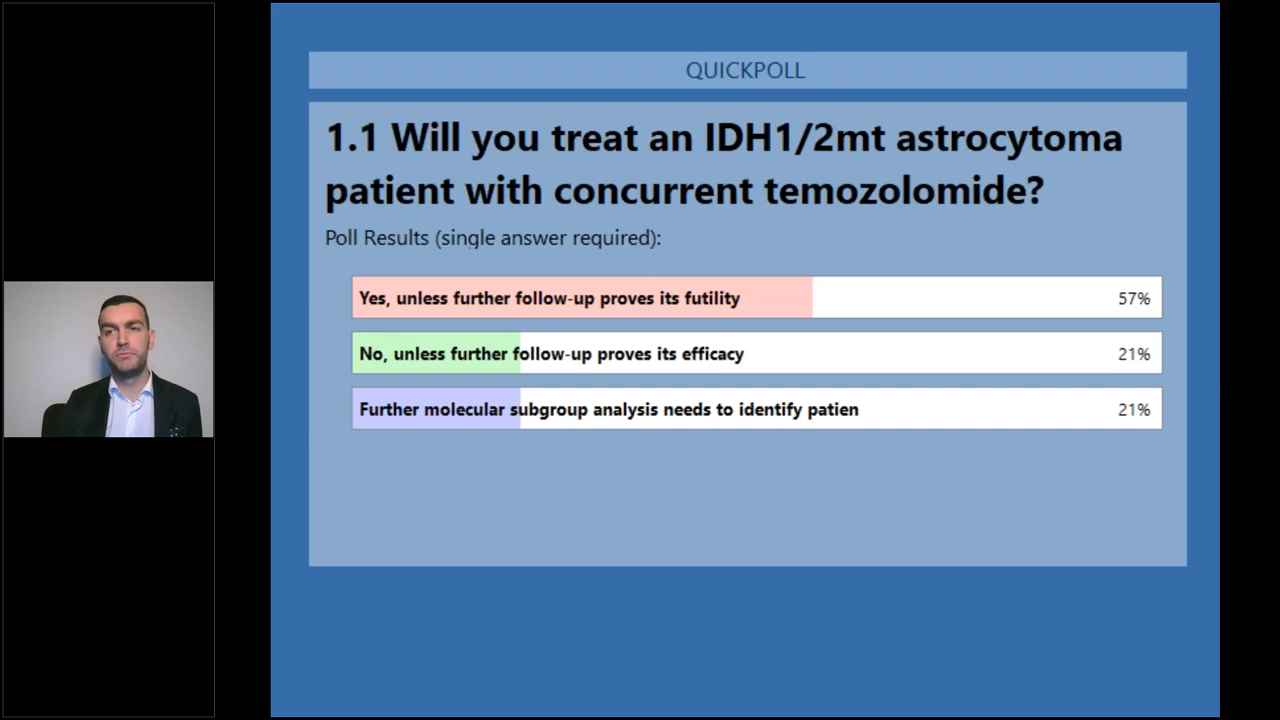 QUICKPOLL
1.1 Will you treat an IDH1/2mt astrocytoma
patient with concurrent temozolomide?
Poll Results (single answer required):
Yes, unless further follow-up proves its futility 57%
No, unless further follow-up proves its efficacy 21%
Further molecular subgroup analysis needs to identify patien 21%